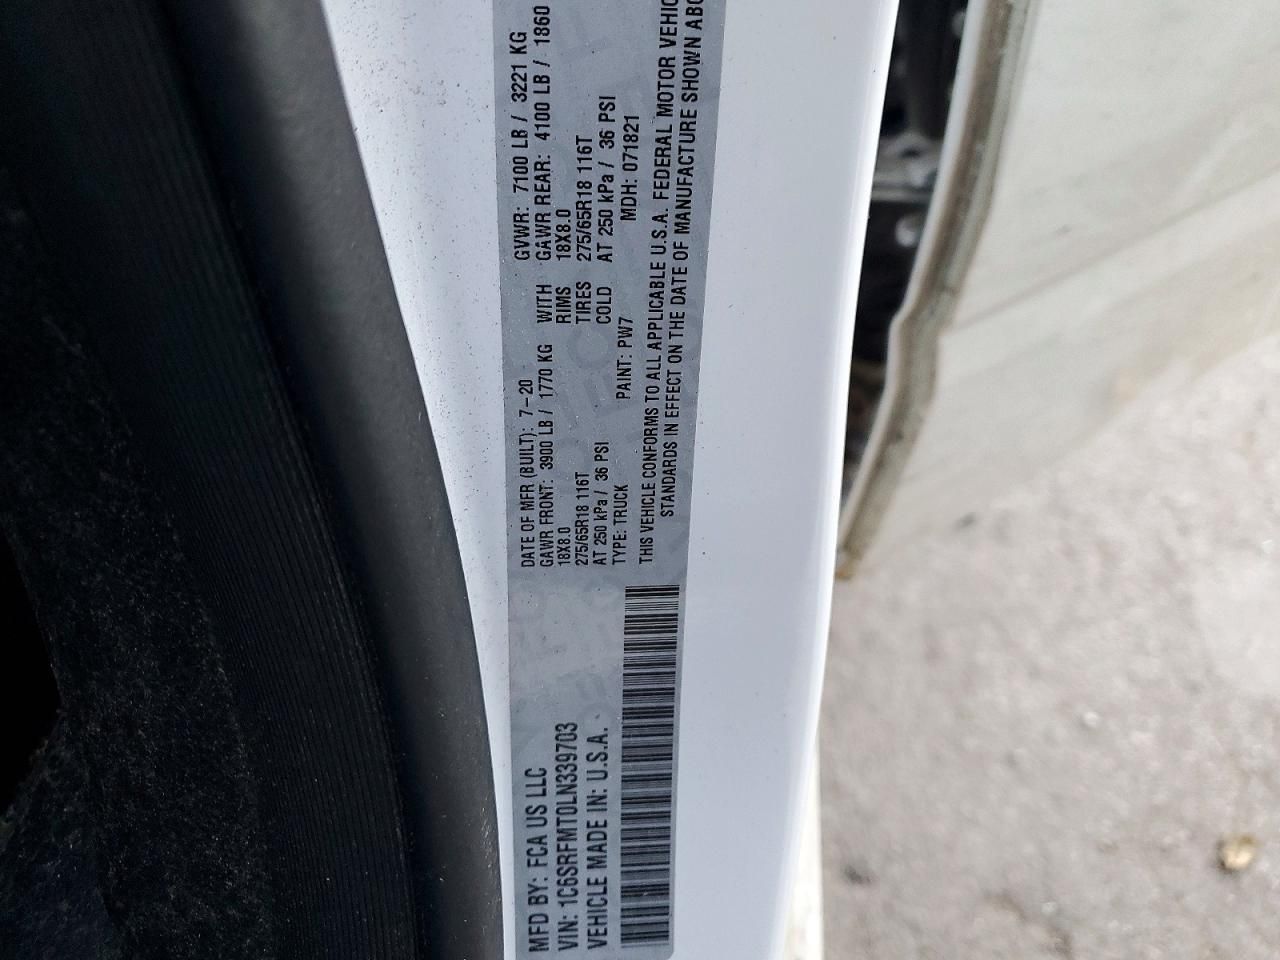 MFD BY: FCA US LLC
VIN: 1C6SRFMT0LN339703
VEHICLE MADE IN: U.S.A.
DATE OF MFR (BUILT): 7-20 GVWR: 7100 LB / 3221 KG
GAWR FRONT: 3900 LB / 1770 KG WITH GAWR REAR: 4100 LB / 1860
18X8.0 RIMS 18X8.0
275/65R18 116T TIRES 275/65R18 116T
AT 250 kPa / 36 PSI COLD AT 250 kPa / 36 PSI
TYPE: TRUCK PAINT: PW7 MDH: 071821
THIS VEHICLE CONFORMS TO ALL APPLICABLE U.S.A. FEDERAL MOTOR VEHIC
STANDARDS IN EFFECT ON THE DATE OF MANUFACTURE SHOWN ABO